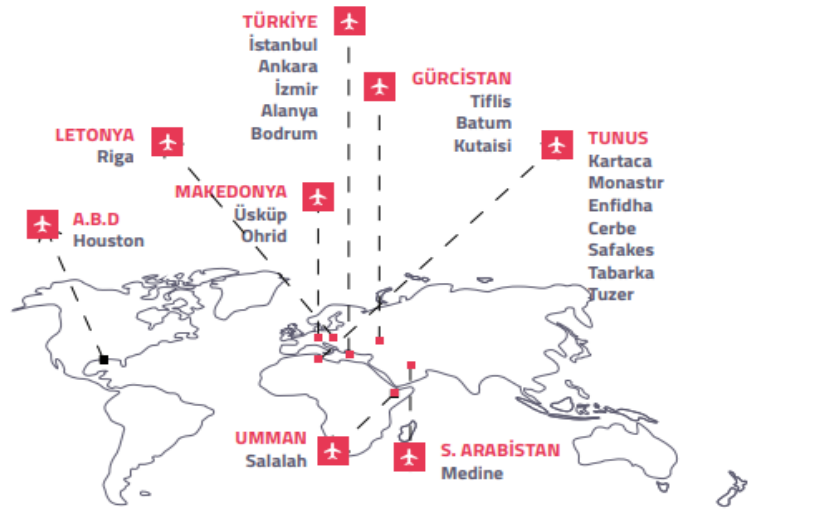 TÜRKİYE
İstanbul
Ankara
İzmir
Alanya
Bodrum
GÜRCİSTAN
Tiflis
Batum
Kutaisi
LETONYA
Riga
TUNUS
Kartaca
Monastır
Enfidha
Cerbe
Safakes
Tabarka
Tuzer
MAKEDONYA
Üsküp
Ohrid
A.B.D
Houston
UMMAN
Salalah
S. ARABİSTAN
Medine